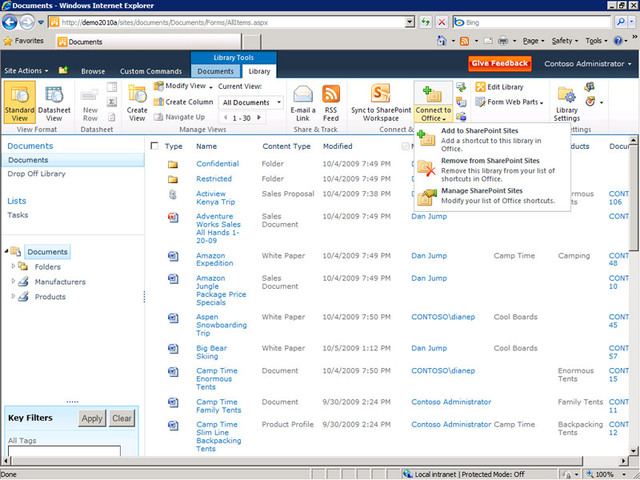 Documents - Windows Internet Explorer
http://demo2010a/sites/documents/Documents/Forms/AllItems.aspx
Bing
Favorites
Documents
Page
Safety
Tools
Library Tools
Give Feedback
Contoso Administrator
Site Actions
Browse
Custom Commands
Documents
Library
Standard View
Datasheet View
View Format
New Row
Datasheet
Create View
Modify View
Create Column
Navigate Up
Current View:
All Documents
1 - 30
Manage Views
E-mail a Link
RSS Feed
Share & Track
Sync to SharePoint Workspace
Connect to Office
Connect &
Edit Library
Form Web Parts
Library Settings
Add to SharePoint Sites
Add a shortcut to this library in Office.
Remove from SharePoint Sites
Remove this library from your list of shortcuts in Office.
Manage SharePoint Sites
Modify your list of Office shortcuts.
Documents
Documents
Drop Off Library
Lists
Tasks
Documents
Folders
Manufacturers
Products
Key Filters
Apply
Clear
All Tags
Type Name Content Type Modified
Confidential Folder 10/4/2009 7:49 PM
Restricted Folder 10/4/2009 7:49 PM
Actiview Kenya Trip Sales Proposal 10/4/2009 7:38 PM
Adventure Works Sales All Hands 1-20-09 Sales Document 10/4/2009 7:49 PM Dan Jump
Amazon Expedition White Paper 10/4/2009 7:49 PM Dan Jump Camp Time Camping CONT 48
Amazon Jungle Package Price Specials Sales Document 10/4/2009 7:49 PM Dan Jump CONT 10
Aspen Snowboarding Trip White Paper 10/4/2009 7:50 PM CONTOSO\dianep Cool Boards CONT 46
Big Bear Skiing White Paper 10/5/2009 1:12 PM Dan Jump Cool Boards CONT 57
Camp Time Enormous Tents Document 10/4/2009 7:50 PM CONTOSO\dianep Enormous Tents CONT 15
Camp Time Family Tents Document 9/30/2009 2:24 PM Contoso Administrator Family Tents CONT 11
Camp Time Slim Line Backpacking Tents Product Profile 9/30/2009 2:24 PM Contoso Administrator Camp Time Backpacking Tents CONT 12
Done
Local intranet | Protected Mode: Off
100%